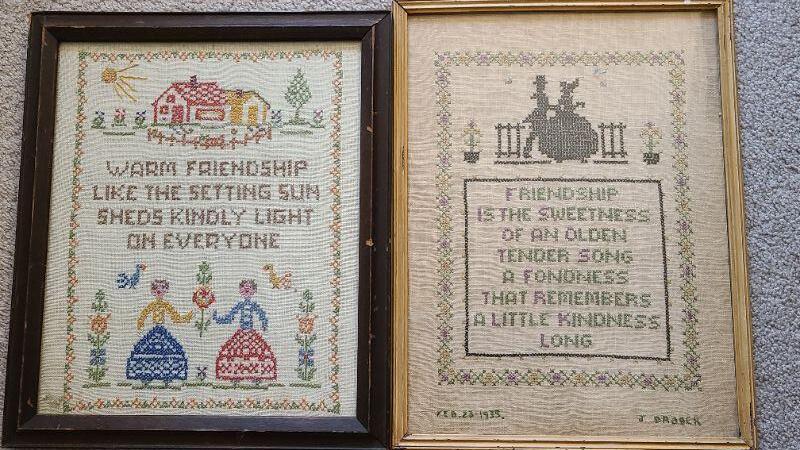 WARM FRIENDSHIP
LIKE THE SETTING SUN
SHEDS KINDLY LIGHT
ON EVERYONE
FRIENDSHIP
IS THE SWEETNESS
OF AN OLDEN
TENDER SONG
A FONDNESS
THAT REMEMBERS
A LITTLE KINDNESS
LONG
FEB. 23-1935.
J